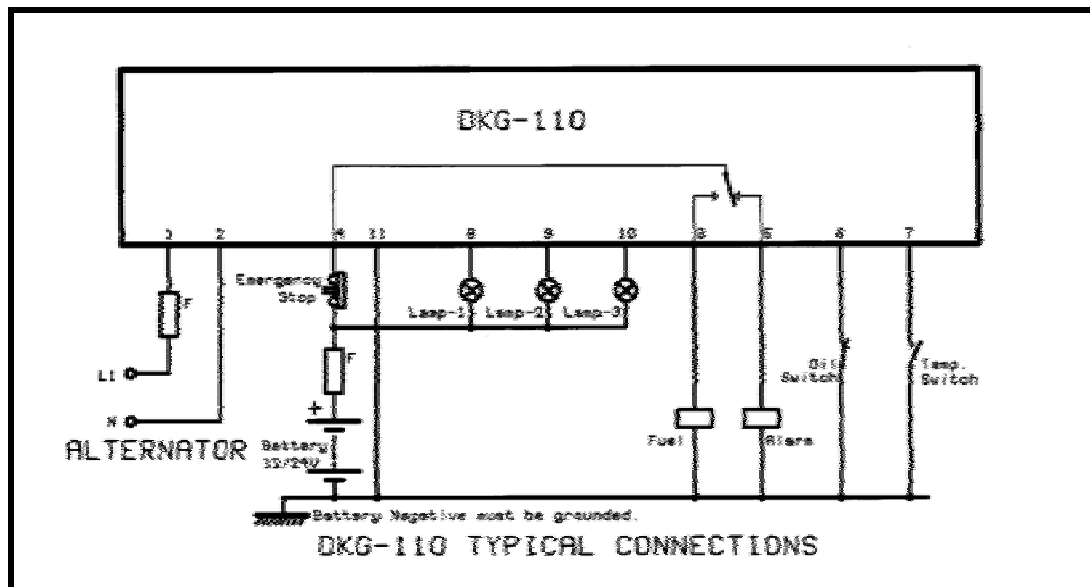 DKG-110
1 2 4 11 8 9 10 3 5 6 7
Emergency
Stop
F
Lamp-1 Lamp-2 Lamp-3
F
L1
Oil
Switch
Temp.
Switch
+
N
ALTERNATOR
Battery
12/24V
Fuel
Alarm
Battery Negative must be grounded.
DKG-110 TYPICAL CONNECTIONS